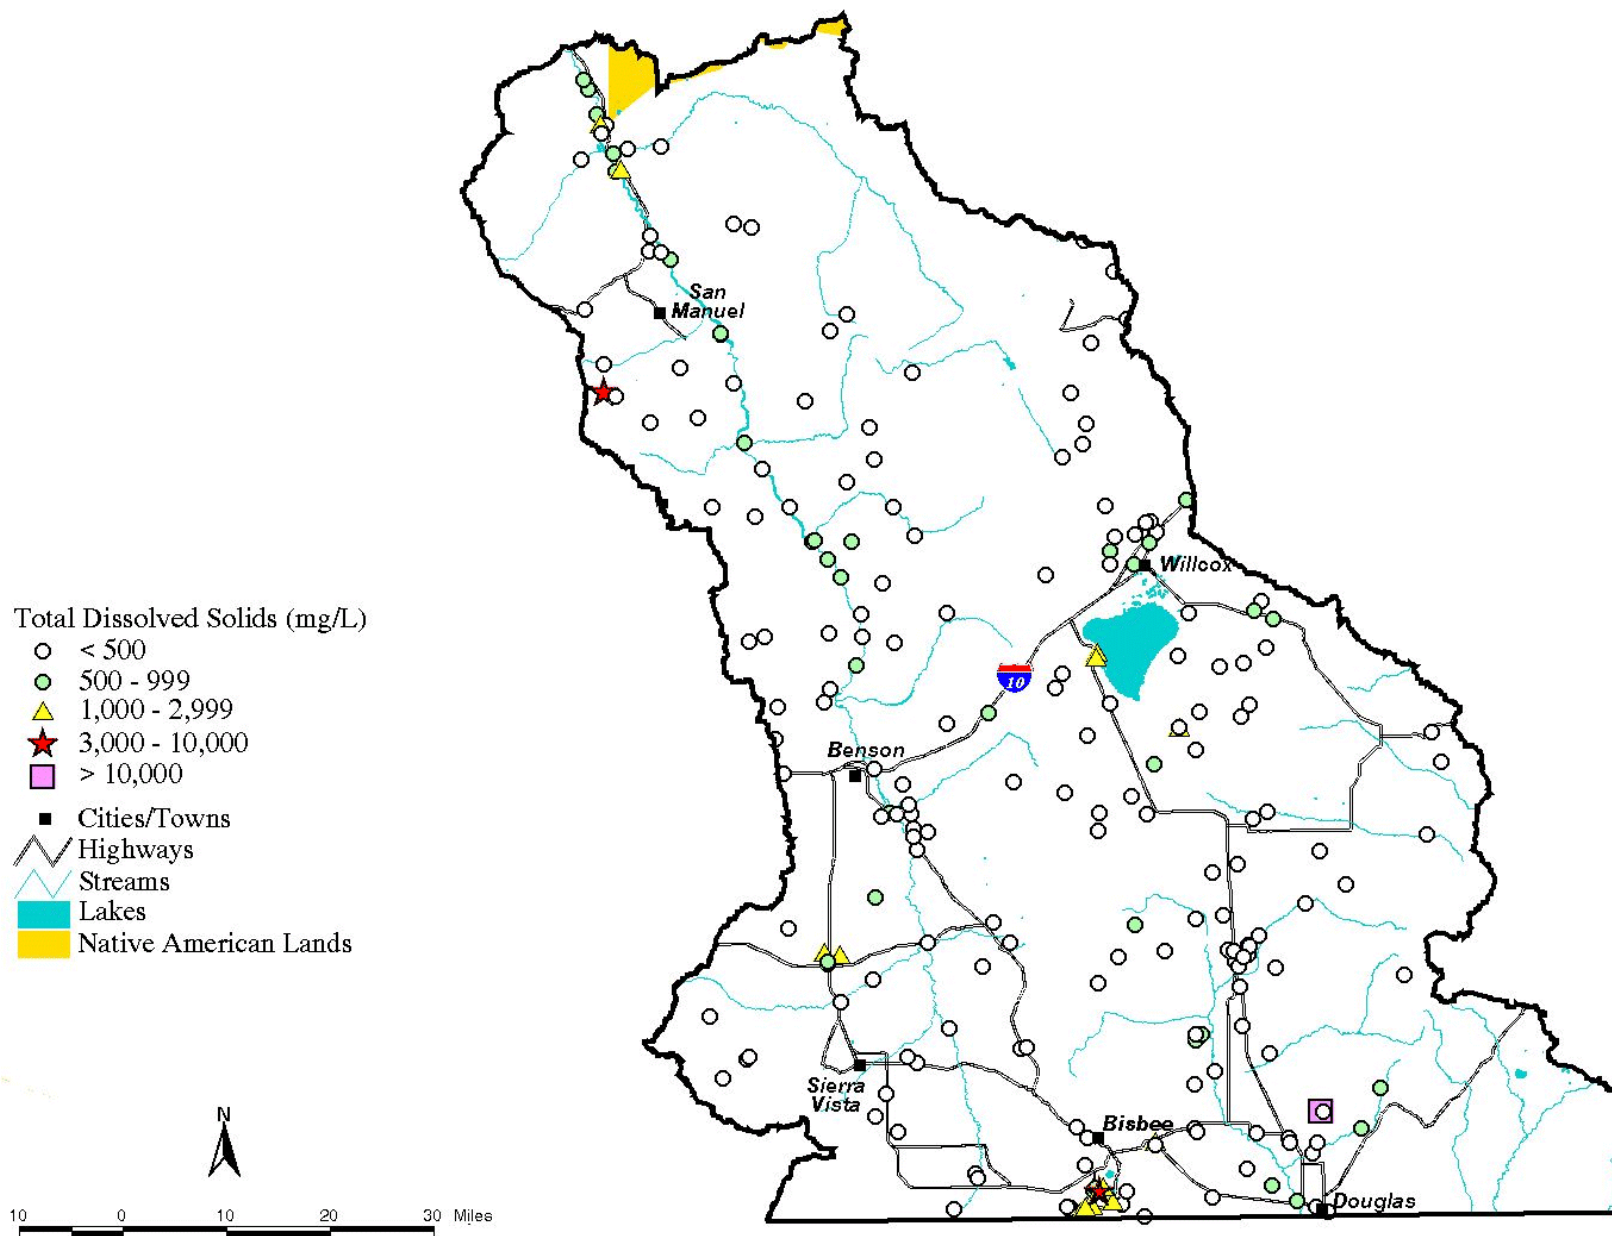 San
Manuel
Willcox
10
Benson
Total Dissolved Solids (mg/L)
< 500
500 - 999
1,000 - 2,999
3,000 - 10,000
> 10,000
Cities/Towns
Highways
Streams
Lakes
Native American Lands
Sierra
Vista
Bisbee
Douglas
N
10 0 10 20 30 Miles